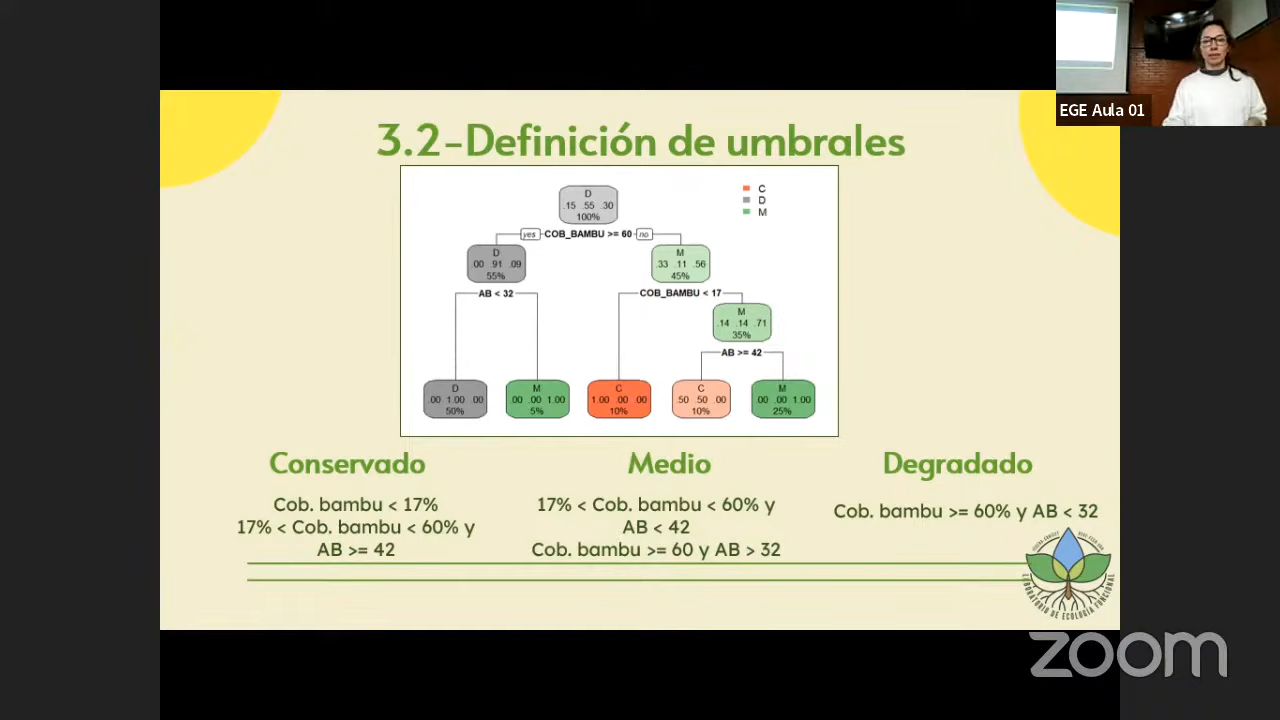 EGE Aula 01
3.2-Definición de umbrales
C
D
M
D
.15 .55 .30
100%
yes COB_BAMBU >= 60 no
D
.00 .91 .09
55%
M
.33 .11 .56
45%
AB < 32
COB_BAMBU < 17
M
.14 .14 .71
35%
AB >= 42
D
.00 1.00 .00
50%
M
.00 .00 1.00
5%
C
1.00 .00 .00
10%
C
.50 .50 .00
10%
M
.00 .00 1.00
25%
Conservado
Cob. bambu < 17%
17% < Cob. bambu < 60% y
AB >= 42
Medio
17% < Cob. bambu < 60% y
AB < 42
Cob. bambu >= 60 y AB > 32
Degradado
Cob. bambu >= 60% y AB < 32
LABORATORIO DE ECOLOGÍA FUNCIONAL
zoom